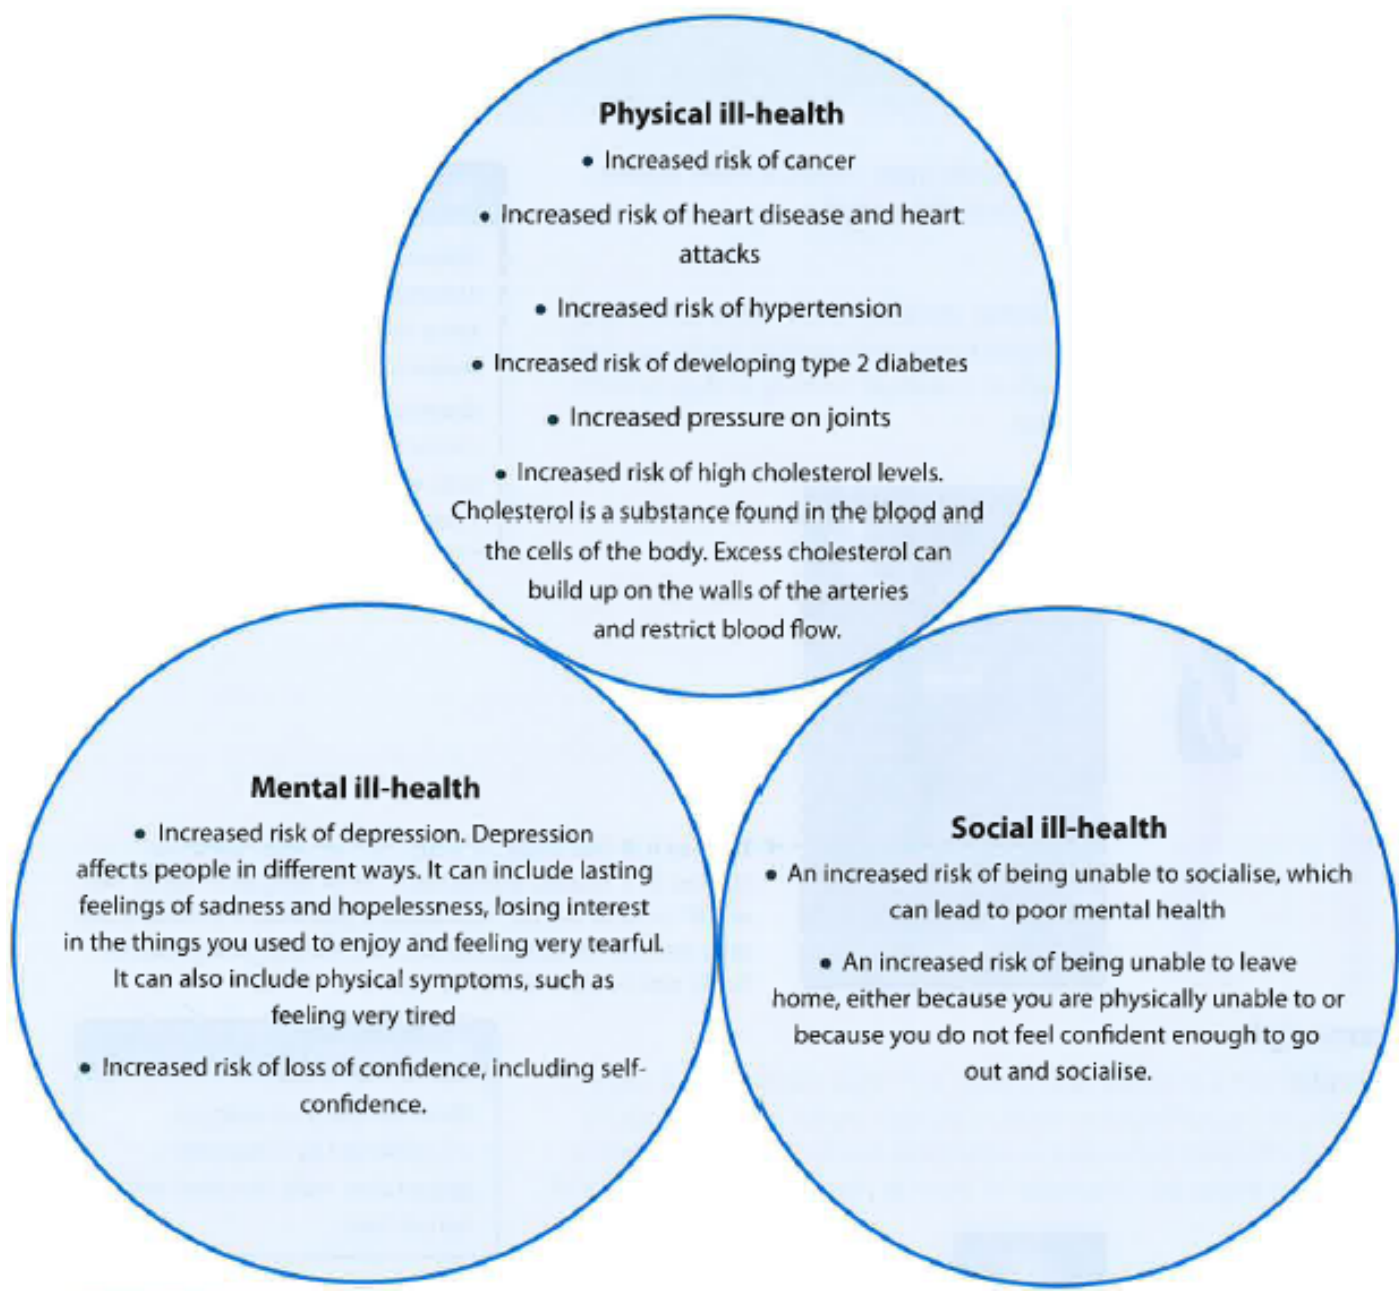 Physical ill-health
• Increased risk of cancer
• Increased risk of heart disease and heart
attacks
• Increased risk of hypertension
• Increased risk of developing type 2 diabetes
• Increased pressure on joints
• Increased risk of high cholesterol levels.
Cholesterol is a substance found in the blood and
the cells of the body. Excess cholesterol can
build up on the walls of the arteries
and restrict blood flow.
Mental ill-health
• Increased risk of depression. Depression
affects people in different ways. It can include lasting
feelings of sadness and hopelessness, losing interest
in the things you used to enjoy and feeling very tearful.
It can also include physical symptoms, such as
feeling very tired
• Increased risk of loss of confidence, including self-
confidence.
Social ill-health
• An increased risk of being unable to socialise, which
can lead to poor mental health
• An increased risk of being unable to leave
home, either because you are physically unable to or
because you do not feel confident enough to go
out and socialise.